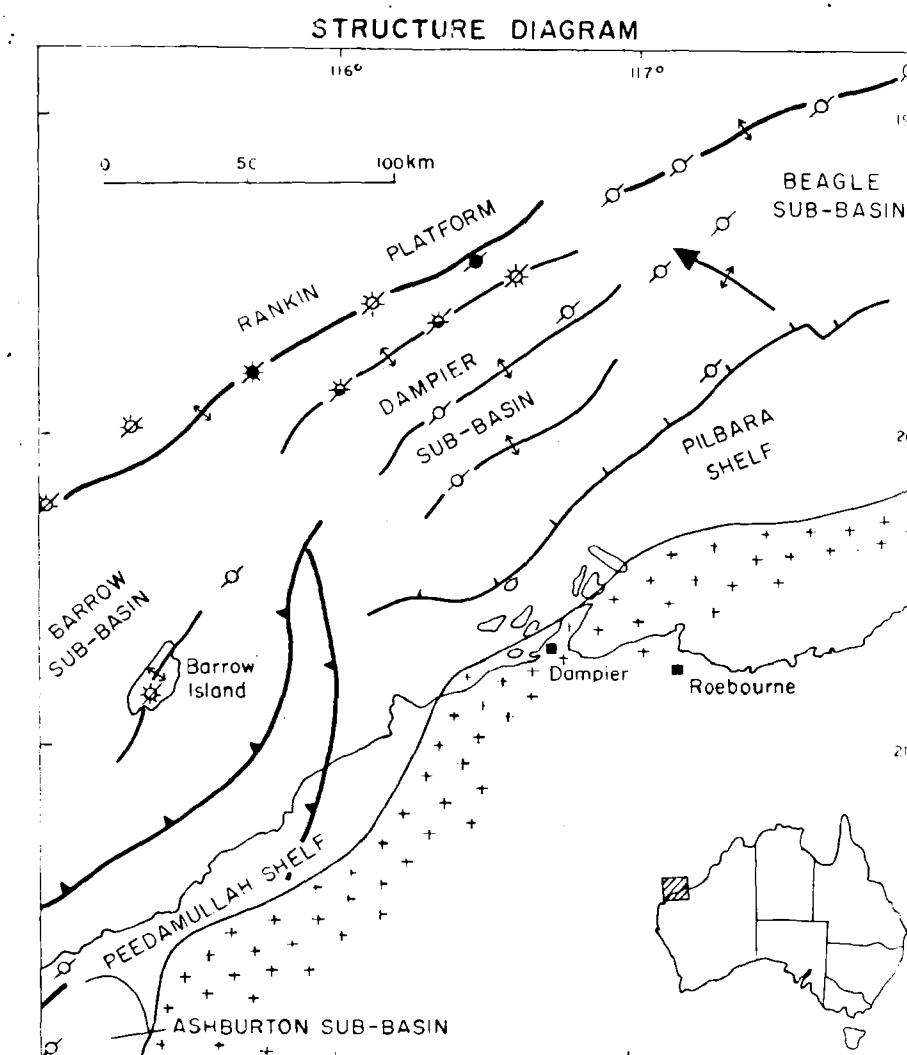 STRUCTURE DIAGRAM
116°
117°
0
50
100km
BEAGLE
SUB-BASIN
RANKIN PLATFORM
DAMPIER
SUB-BASIN
PILBARA
SHELF
BARROW
SUB-BASIN
Barrow
Island
Dampier
Roebourne
PEEDAMULLAH SHELF
ASHBURTON SUB-BASIN